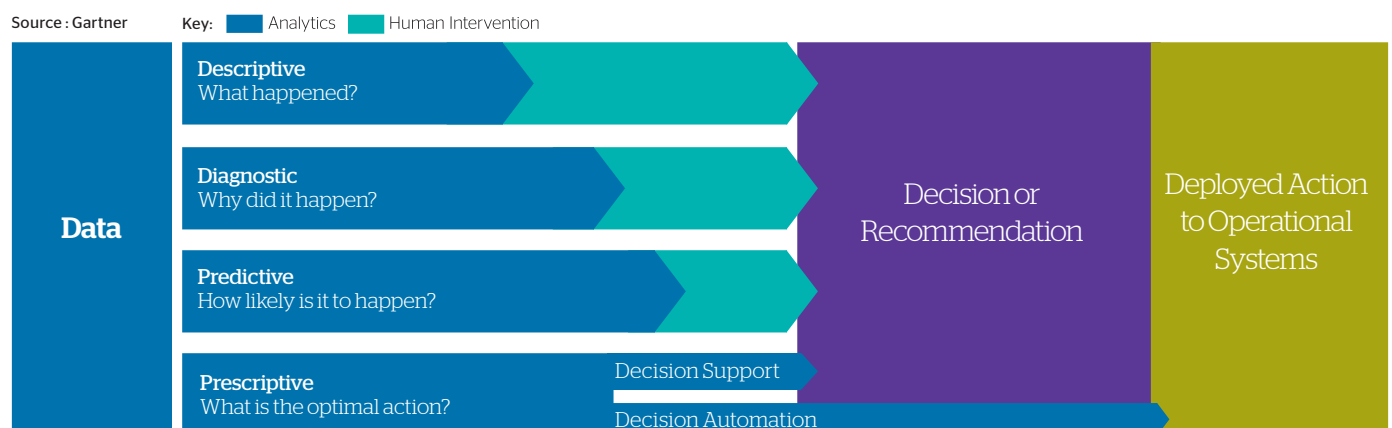 Source : Gartner
Key: Analytics Human Intervention
Data
Descriptive
What happened?
Diagnostic
Why did it happen?
Predictive
How likely is it to happen?
Prescriptive
What is the optimal action?
Decision Support
Decision Automation
Decision or
Recommendation
Deployed Action
to Operational
Systems